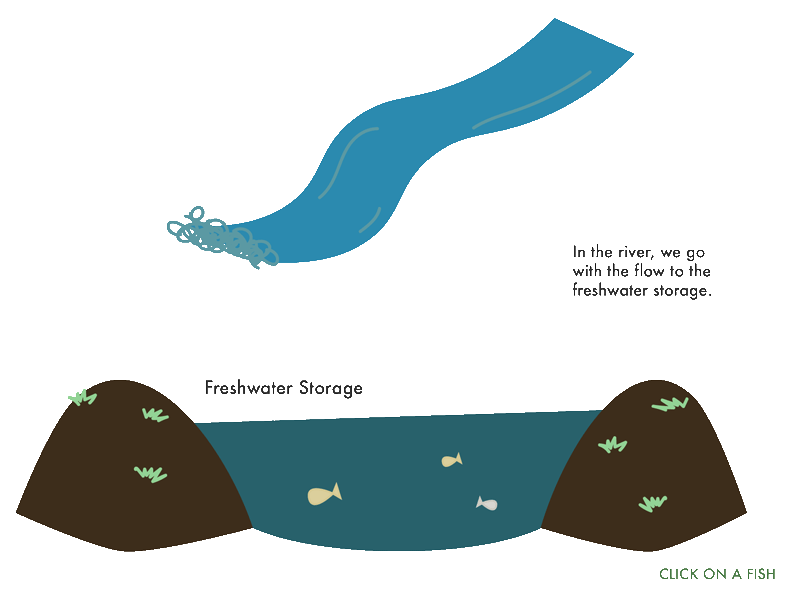 In the river, we go
with the flow to the
freshwater storage.
Freshwater Storage
CLICK ON A FISH